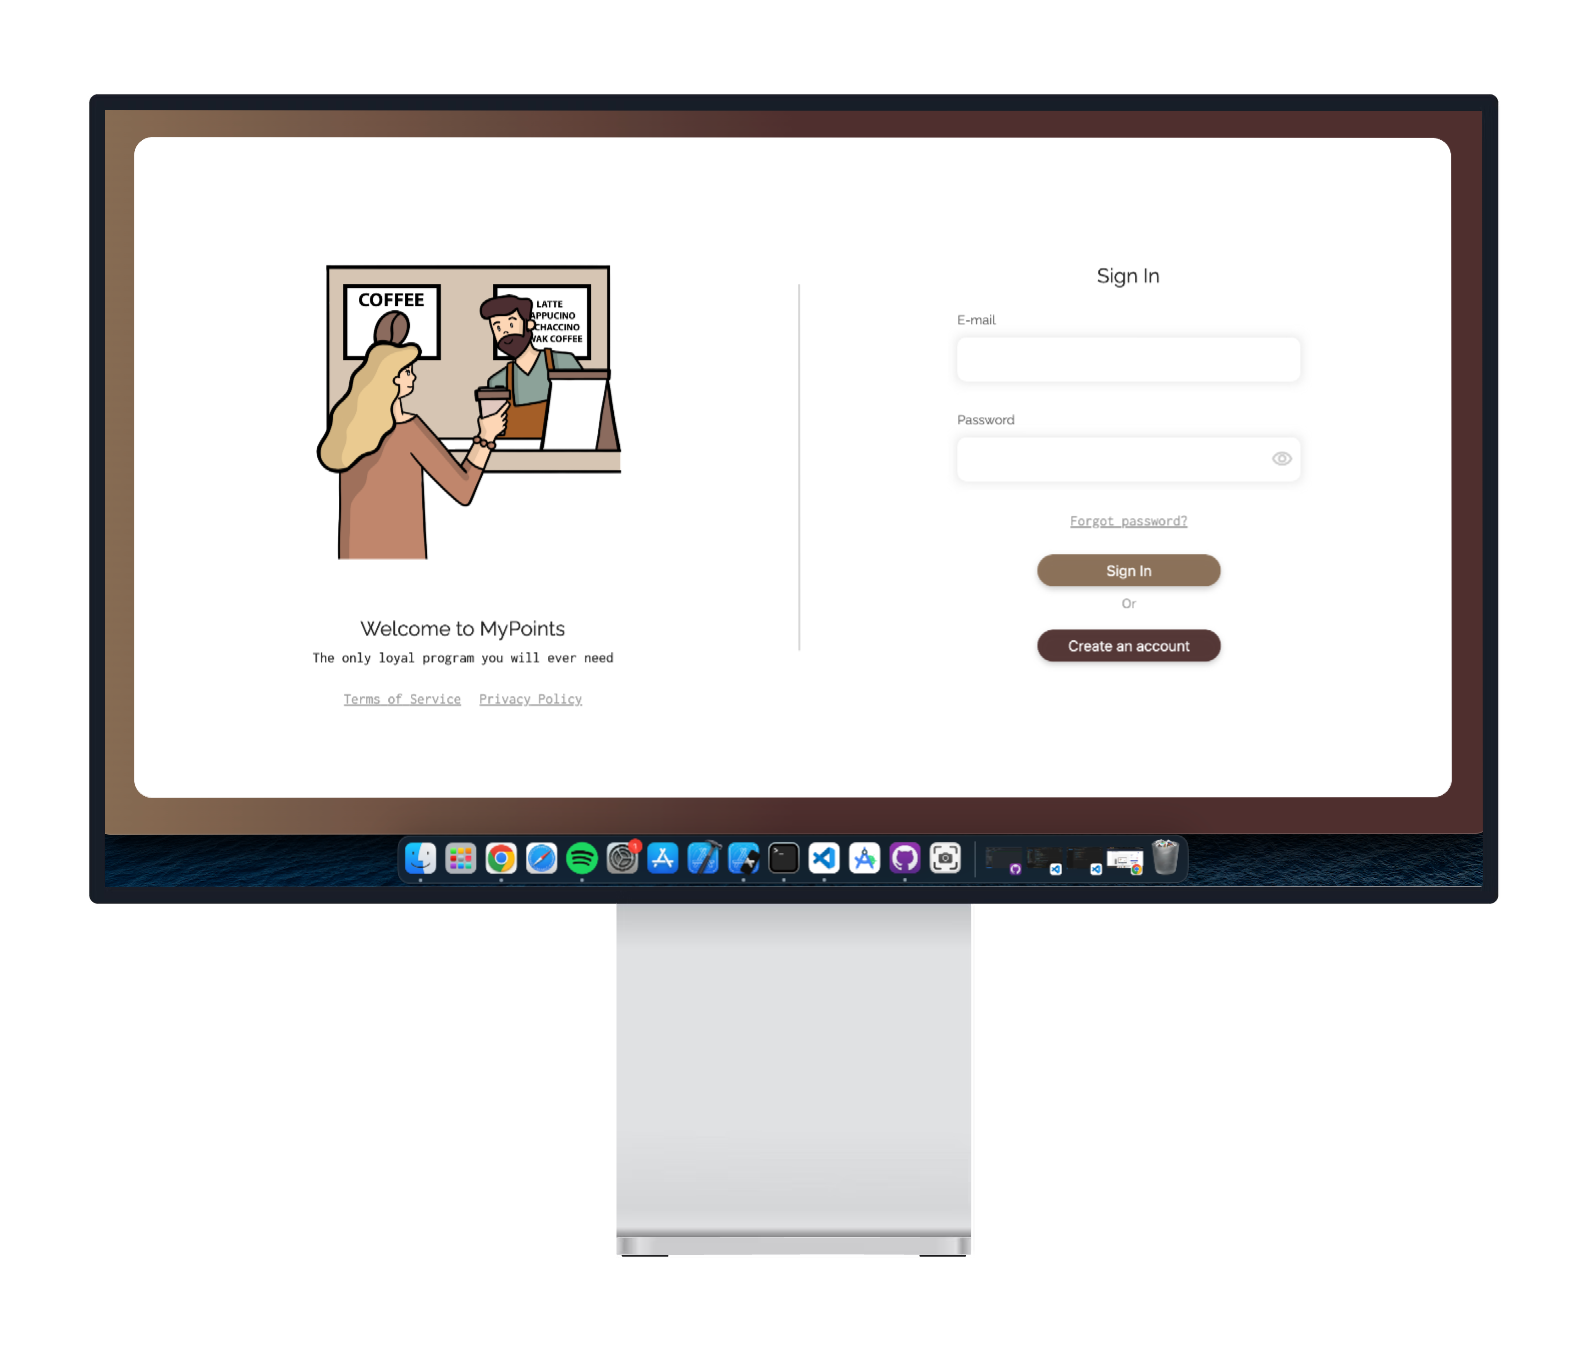 COFFEE
LATTE
APPUCINO
CHACCINO
WAK COFFEE
Welcome to MyPoints
The only loyal program you will ever need
Terms of Service Privacy Policy
Sign In
E-mail
Password
Forgot password?
Sign In
Or
Create an account
1